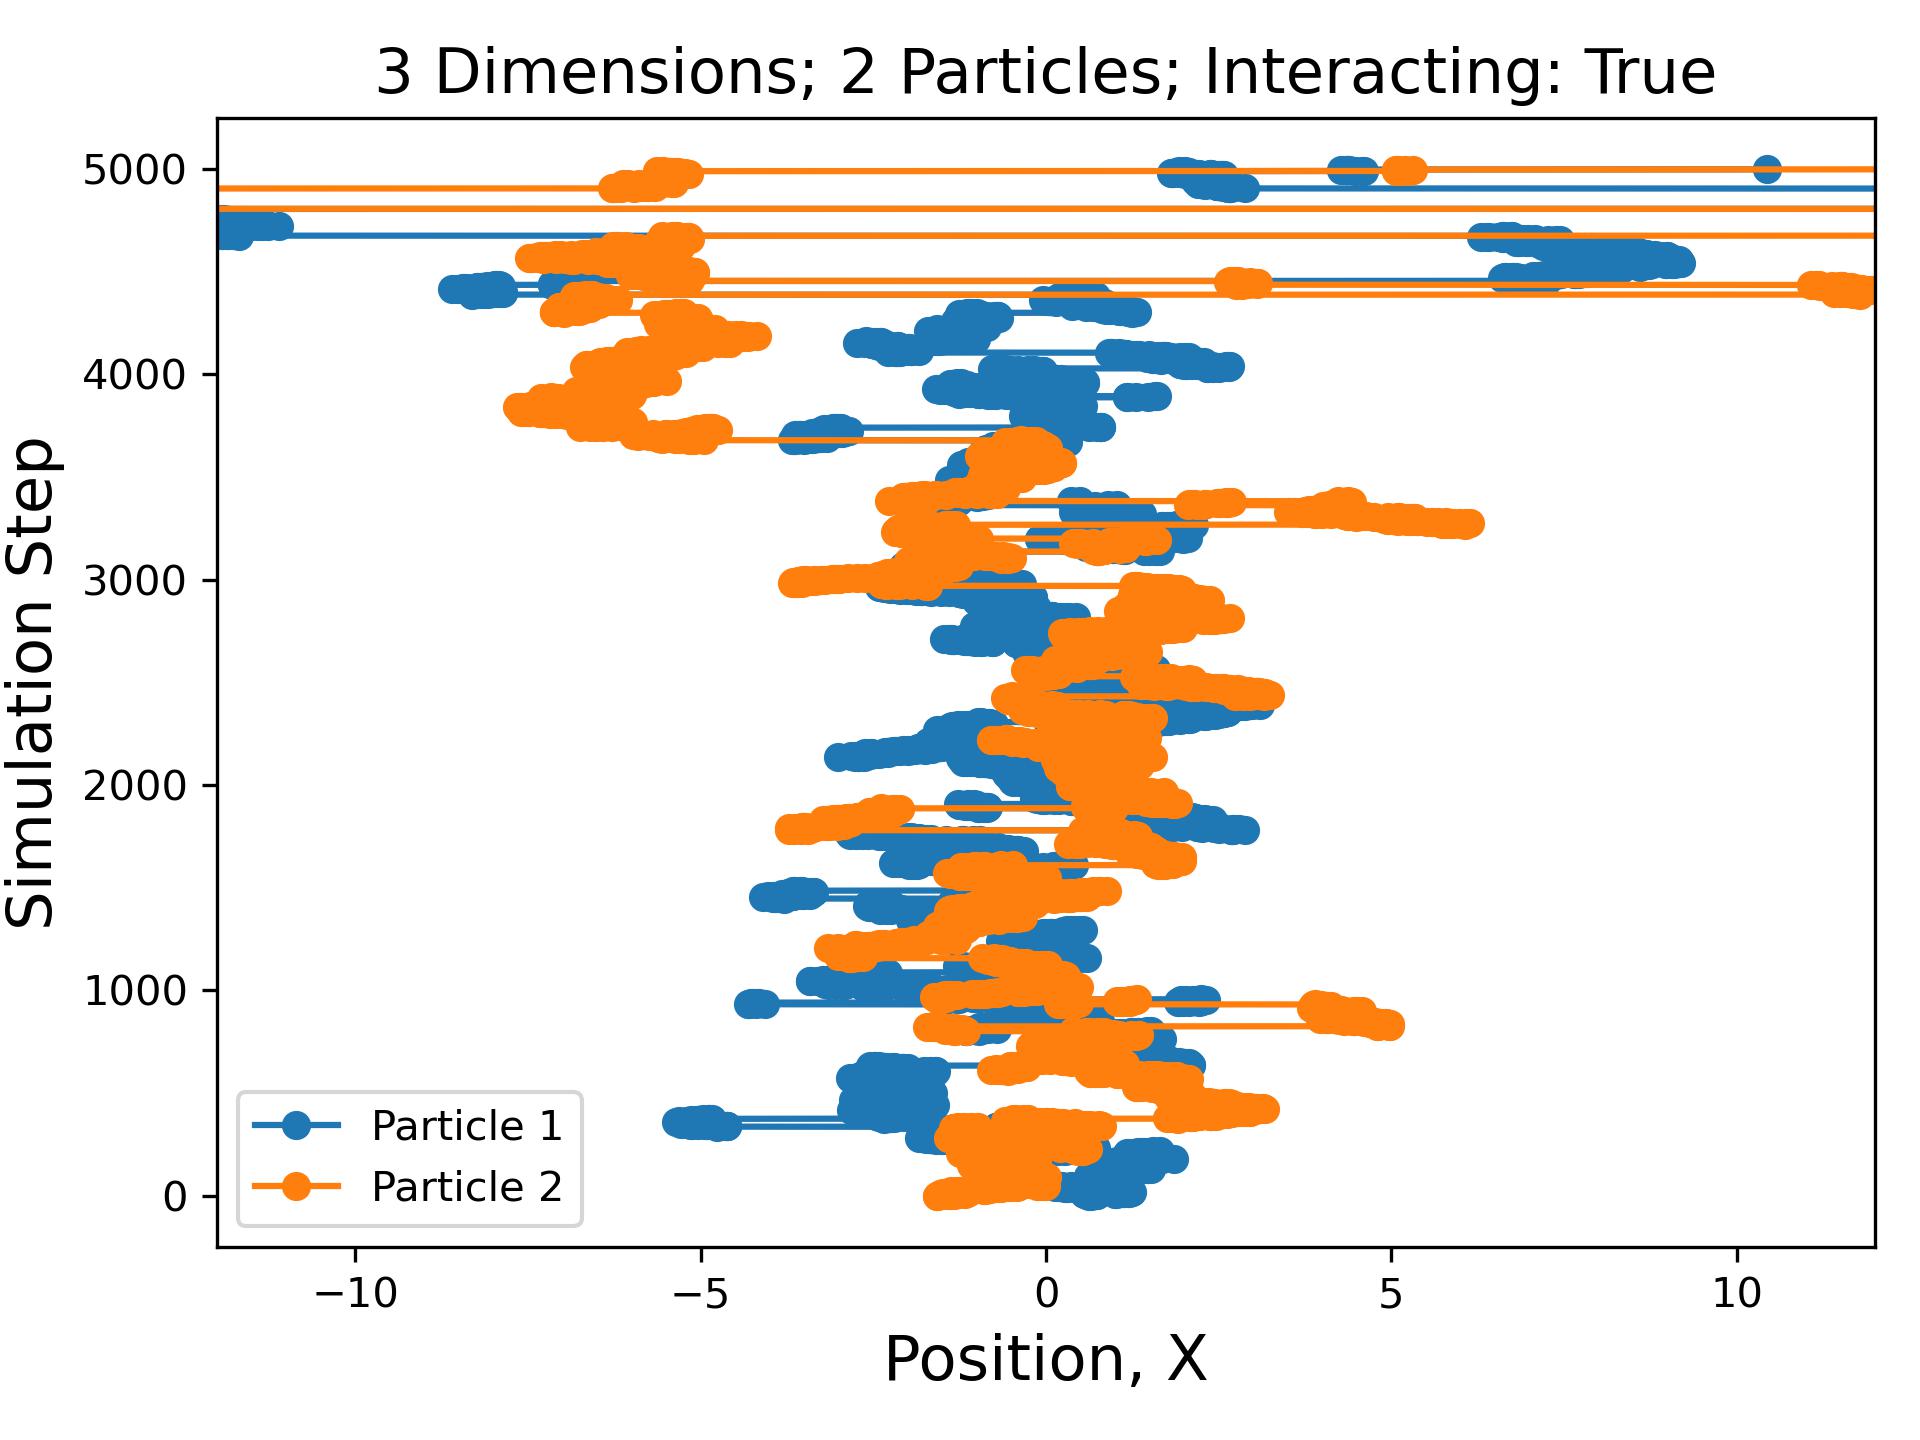 3 Dimensions; 2 Particles; Interacting: True
Simulation Step
5000
4000
3000
2000
1000
0
Particle 1
Particle 2
−10
−5
0
5
10
Position, X